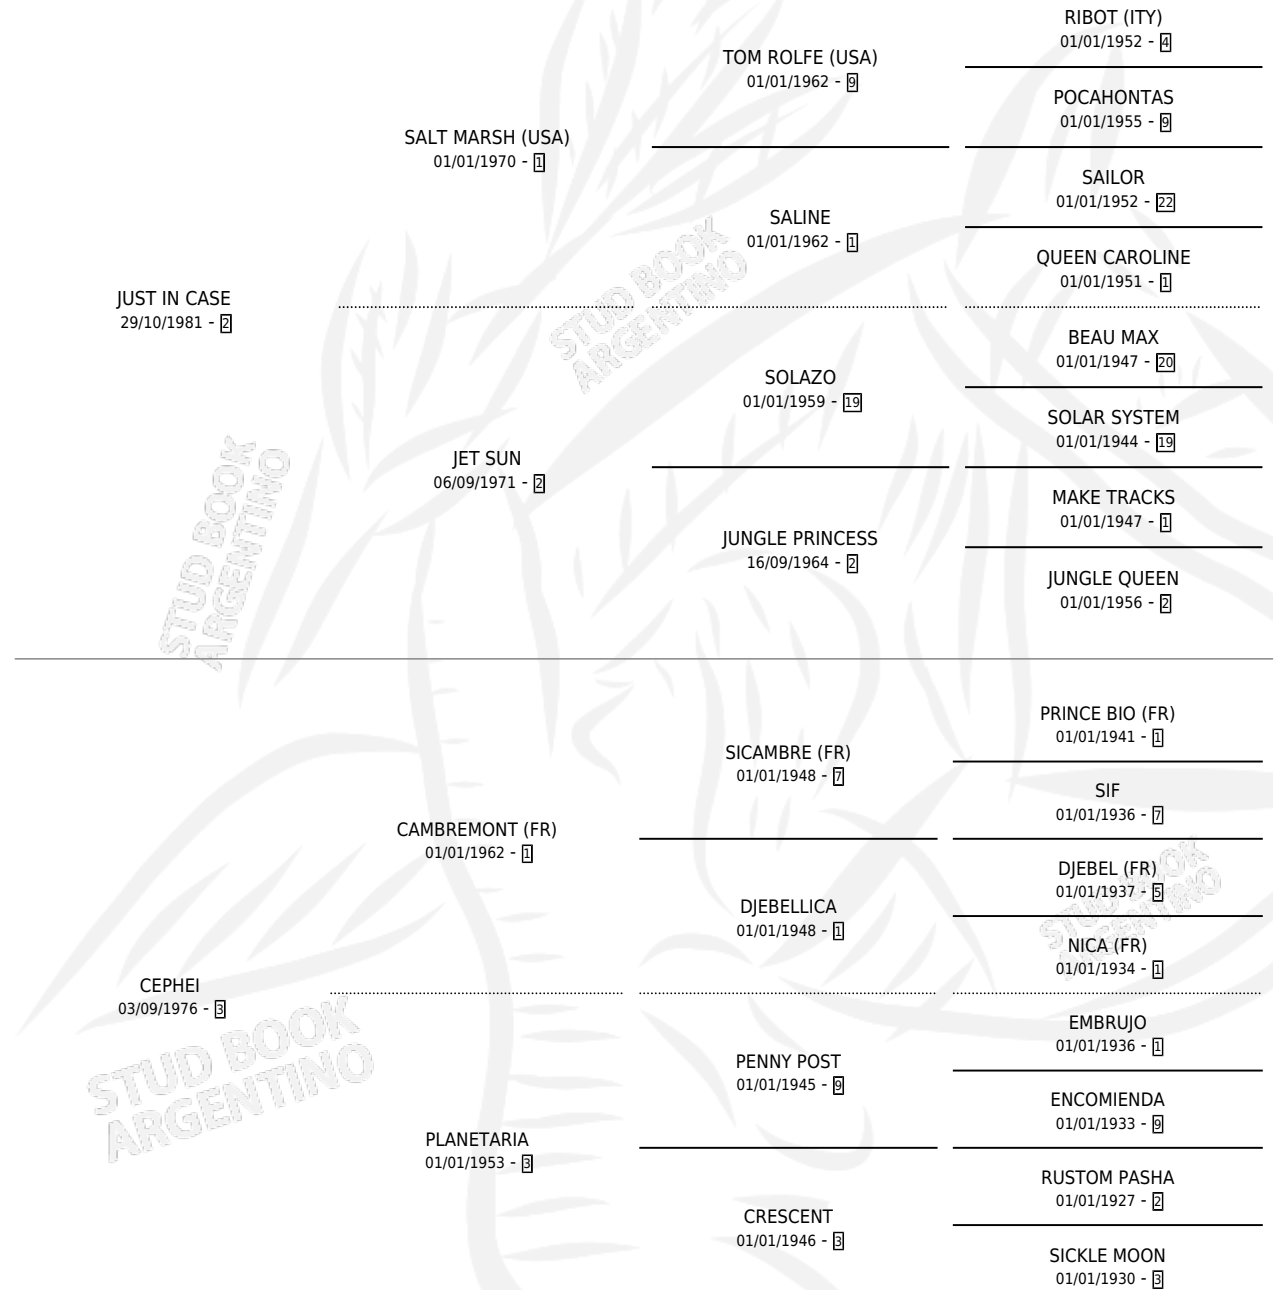 RIBOT (ITY)
01/01/1952 - 4
TOM ROLFE (USA)
01/01/1962 - 9
POCAHONTAS
01/01/1955 - 9
SALT MARSH (USA)
01/01/1970 - 1
SAILOR
01/01/1952 - 22
SALINE
01/01/1962 - 1
QUEEN CAROLINE
01/01/1951 - 1
JUST IN CASE
29/10/1981 - 2
STUD BOOK
ARGENTINO
BEAU MAX
01/01/1947 - 20
SOLAZO
01/01/1959 - 19
SOLAR SYSTEM
01/01/1944 - 19
JET SUN
06/09/1971 - 2
MAKE TRACKS
01/01/1947 - 1
JUNGLE PRINCESS
16/09/1964 - 2
JUNGLE QUEEN
01/01/1956 - 2
STUD BOOK
ARGENTINO
PRINCE BIO (FR)
01/01/1941 - 1
SICAMBRE (FR)
01/01/1948 - 7
SIF
01/01/1936 - 7
CAMBREMONT (FR)
01/01/1962 - 1
DJEBEL (FR)
01/01/1937 - 5
DJEBELLICA
01/01/1948 - 1
STUD BOOK
ARGENTINO
NICA (FR)
01/01/1934 - 1
CEPHEI
03/09/1976 - 3
EMBRUJO
01/01/1936 - 1
STUD BOOK
ARGENTINO
PENNY POST
01/01/1945 - 9
ENCOMIENDA
01/01/1933 - 9
PLANETARIA
01/01/1953 - 3
RUSTOM PASHA
01/01/1927 - 2
CRESCENT
01/01/1946 - 3
SICKLE MOON
01/01/1930 - 3